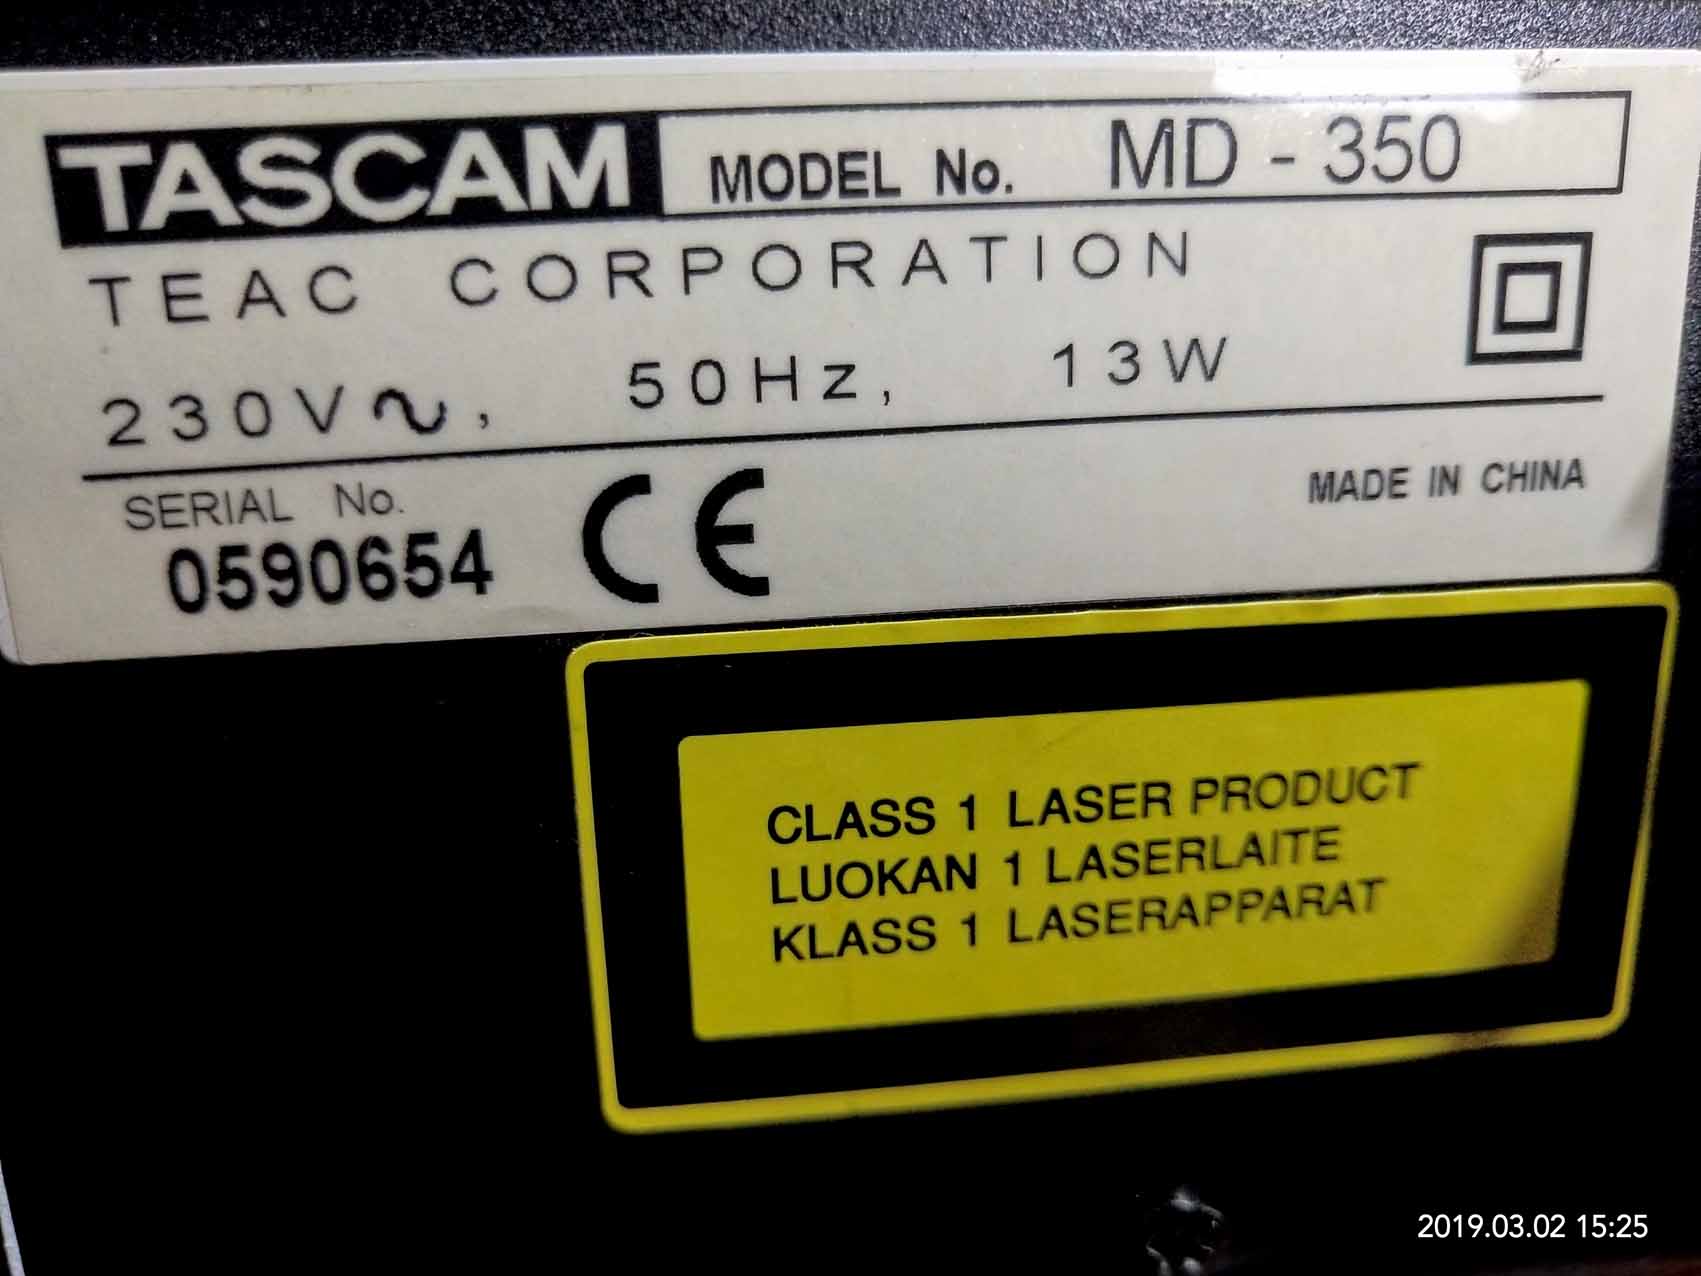 TASCAM MODEL No. MD - 350
TEAC CORPORATION
230V~, 50Hz, 13W
SERIAL No.
0590654
CE
MADE IN CHINA
CLASS 1 LASER PRODUCT
LUOKAN 1 LASERLAITE
KLASS 1 LASERAPPARAT
2019.03.02 15:25